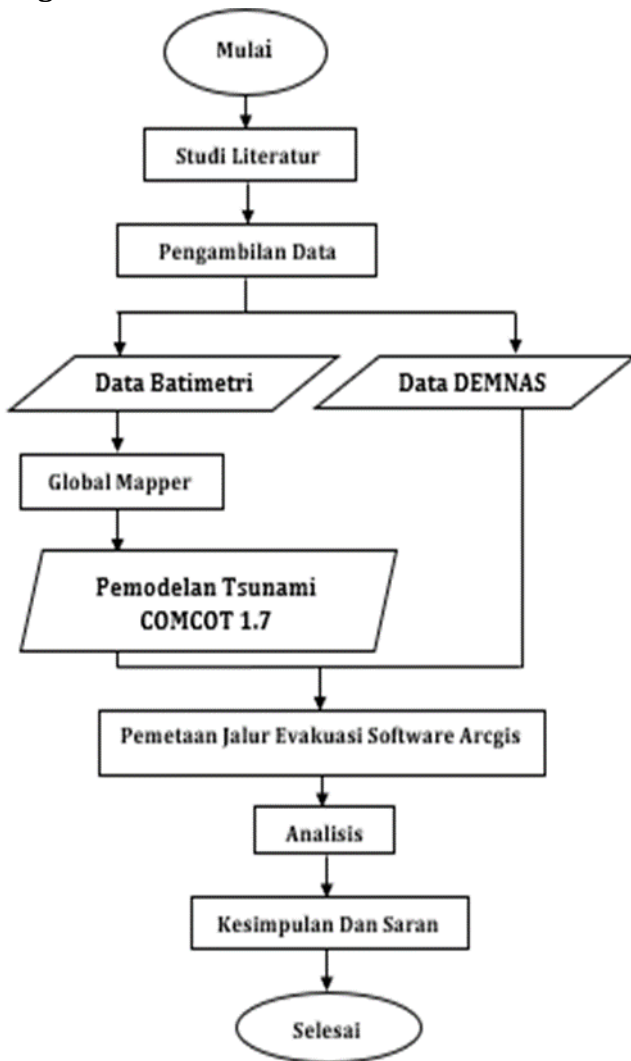 Mulai
Studi Literatur
Pengambilan Data
Data Batimetri
Data DEMNAS
Global Mapper
Pemodelan Tsunami
COMCOT 1.7
Pemetaan Jalur Evakuasi Software Arcgis
Analisis
Kesimpulan Dan Saran
Selesai